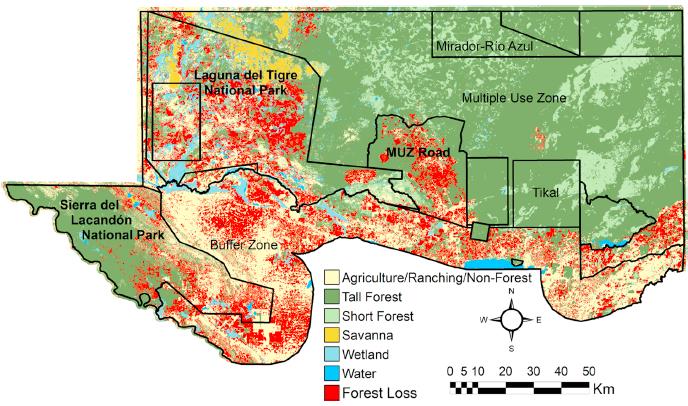 Mirador-Río Azul
Laguna del Tigre
National Park
Multiple Use Zone
MUZ Road
Tikal
Sierra del
Lacandón
National Park
Buffer Zone
Agriculture/Ranching/Non-Forest
Tall Forest
Short Forest
Savanna
Wetland
Water
Forest Loss
N
W E
S
0 5 10 20 30 40 50
Km